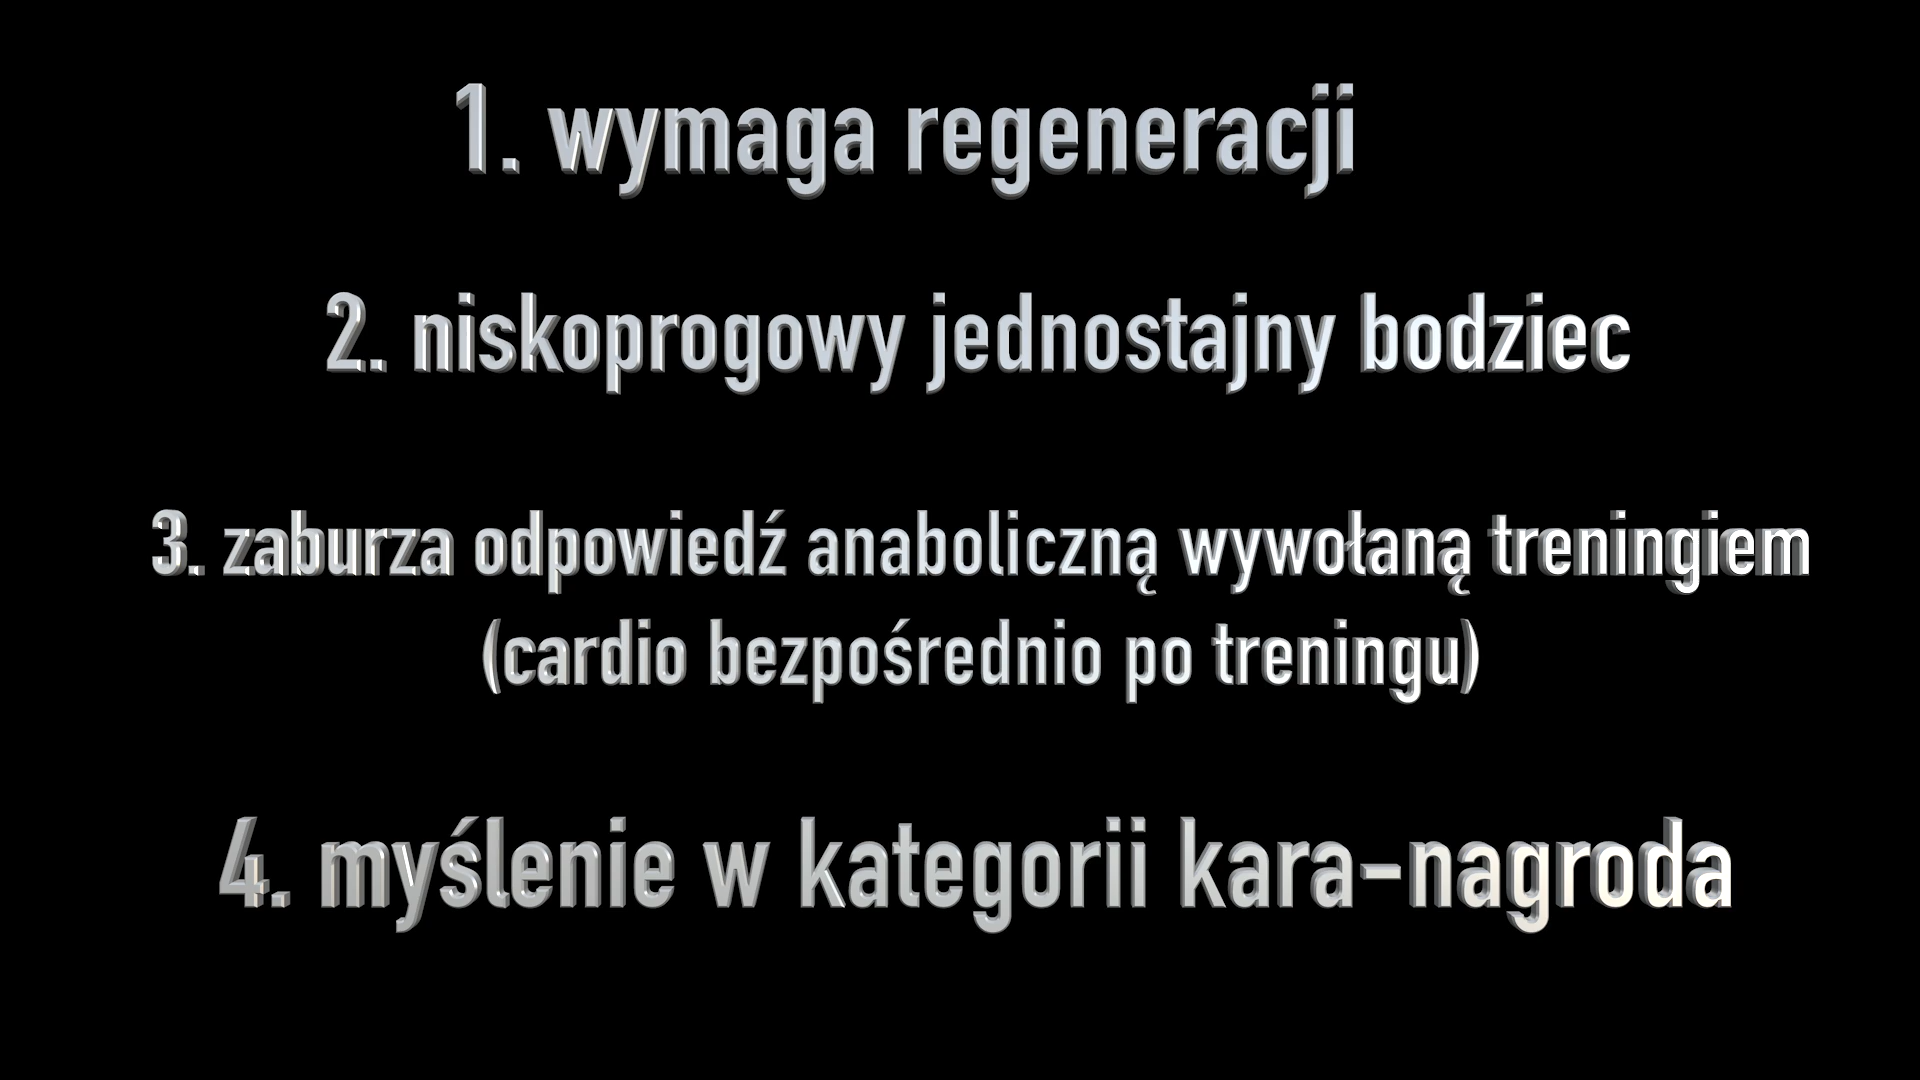 1. wymaga regeneracji
2. niskoprogowy jednostajny bodziec
3. zaburza odpowiedź anaboliczną wywołaną treningiem
(cardio bezpośrednio po treningu)
4. myślenie w kategorii kara-nagroda